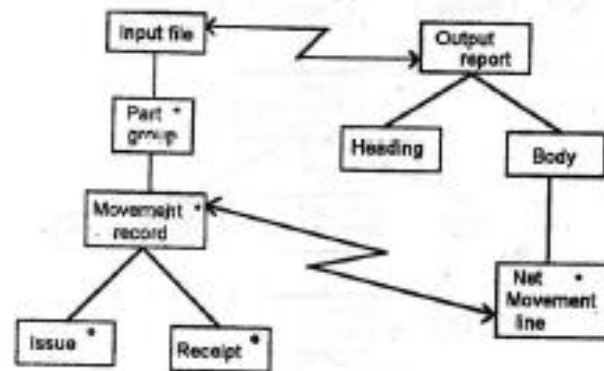 Input file
Output
report
Part *
group
Heading
Body
Movement *
record
Net *
Movement
line
Issue *
Receipt *